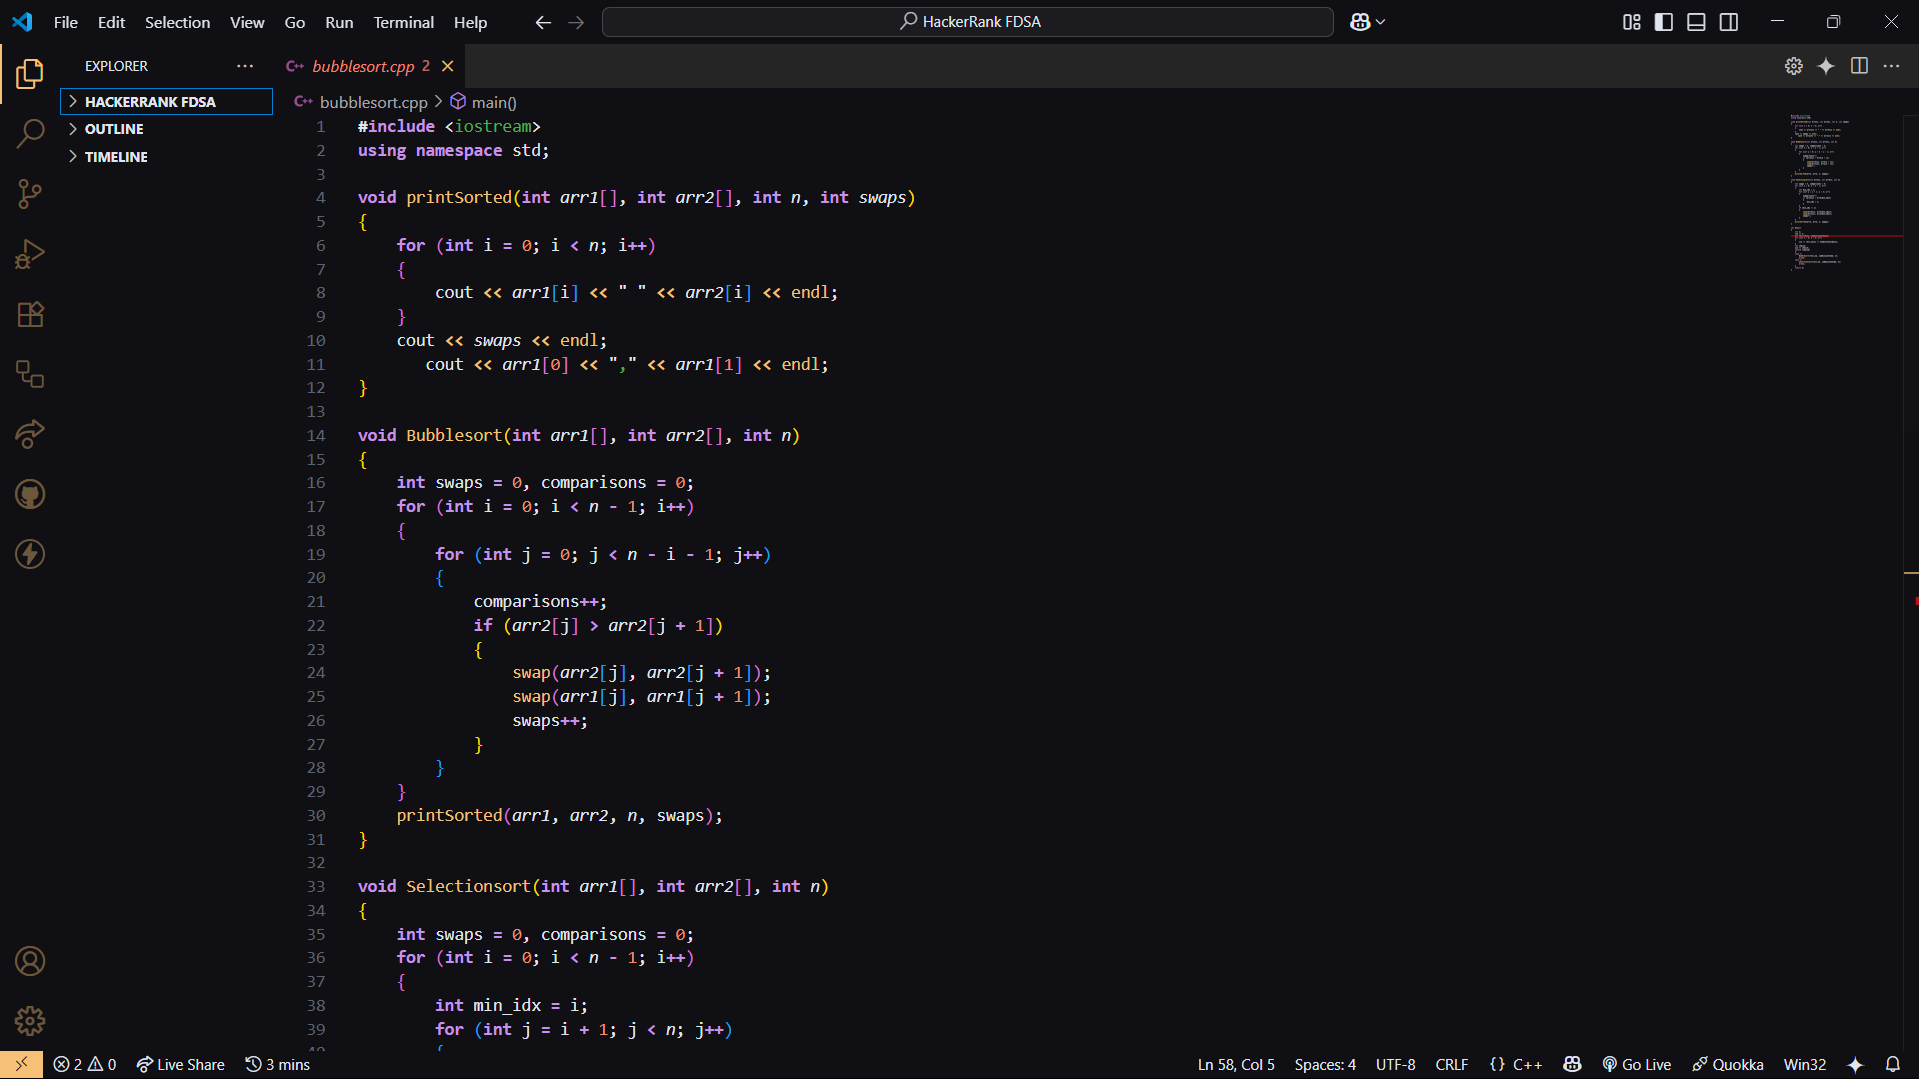 File Edit Selection View Go Run Terminal Help
HackerRank FDSA
EXPLORER
HACKERRANK FDSA
OUTLINE
TIMELINE
C++ bubblesort.cpp 2
C++ bubblesort.cpp > main()
1 #include <iostream>
2 using namespace std;
3
4 void printSorted(int arr1[], int arr2[], int n, int swaps)
5 {
6     for (int i = 0; i < n; i++)
7     {
8         cout << arr1[i] << " " << arr2[i] << endl;
9     }
10     cout << swaps << endl;
11        cout << arr1[0] << "," << arr1[1] << endl;
12 }
13
14 void Bubblesort(int arr1[], int arr2[], int n)
15 {
16     int swaps = 0, comparisons = 0;
17     for (int i = 0; i < n - 1; i++)
18     {
19         for (int j = 0; j < n - i - 1; j++)
20         {
21             comparisons++;
22             if (arr2[j] > arr2[j + 1])
23             {
24                 swap(arr2[j], arr2[j + 1]);
25                 swap(arr1[j], arr1[j + 1]);
26                 swaps++;
27             }
28         }
29     }
30     printSorted(arr1, arr2, n, swaps);
31 }
32
33 void Selectionsort(int arr1[], int arr2[], int n)
34 {
35     int swaps = 0, comparisons = 0;
36     for (int i = 0; i < n - 1; i++)
37     {
38         int min_idx = i;
39         for (int j = i + 1; j < n; j++)
2 0 Live Share 3 mins
Ln 58, Col 5 Spaces: 4 UTF-8 CRLF {} C++ Go Live Quokka Win32